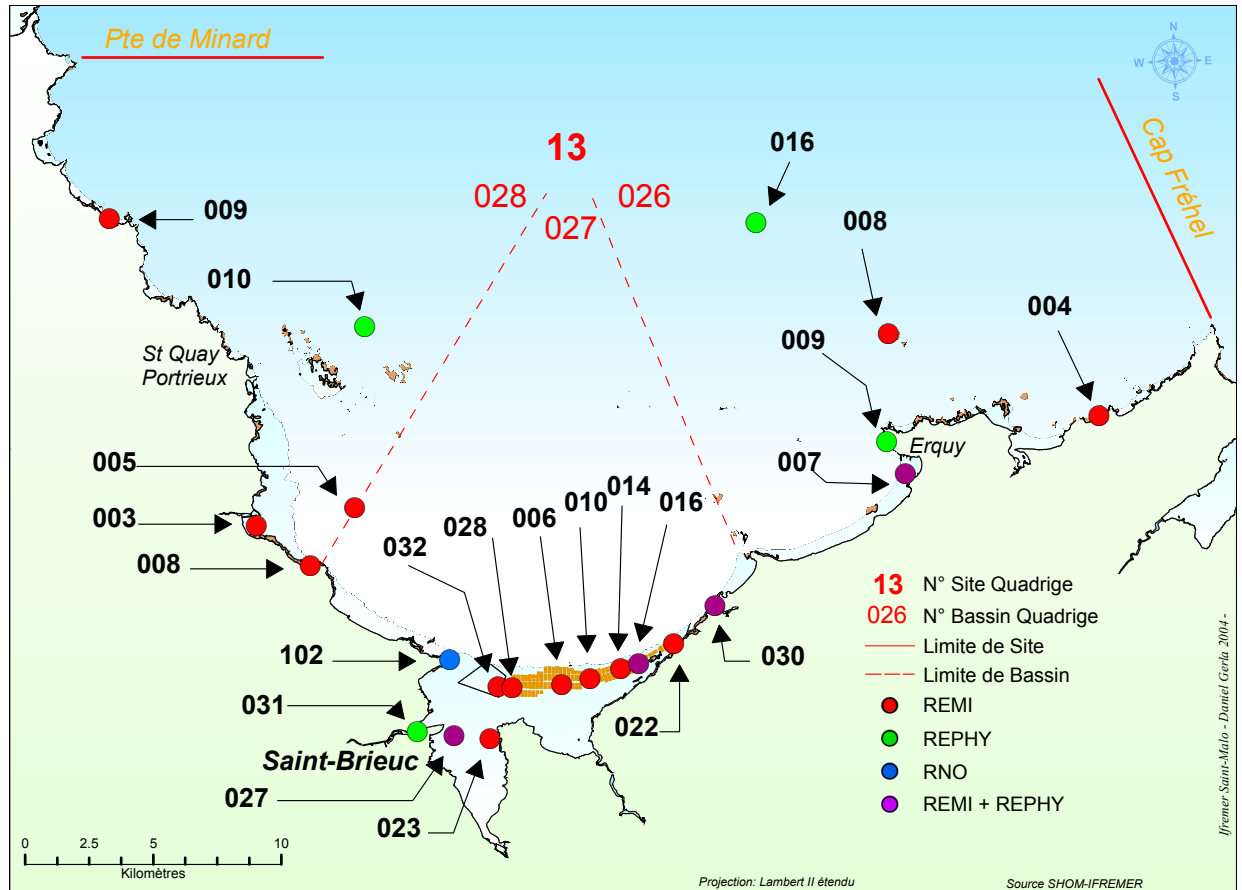 Pte de Minard
N
W
E
S
Cap Fréhel
13
016
028
026
009
027
008
010
004
009
St Quay
Portrieux
Erquy
005
007
014
010
016
003
028
006
032
008
13 N° Site Quadrige
026 N° Bassin Quadrige
Limite de Site
102
030
Limite de Bassin
031
REMI
022
REPHY
Saint-Brieuc
RNO
027
REMI + REPHY
023
0 2.5 5 10
Kilomètres
Projection: Lambert II étendu
Source SHOM-IFREMER
Ifremer Saint-Malo - Daniel Gerla 2004 -